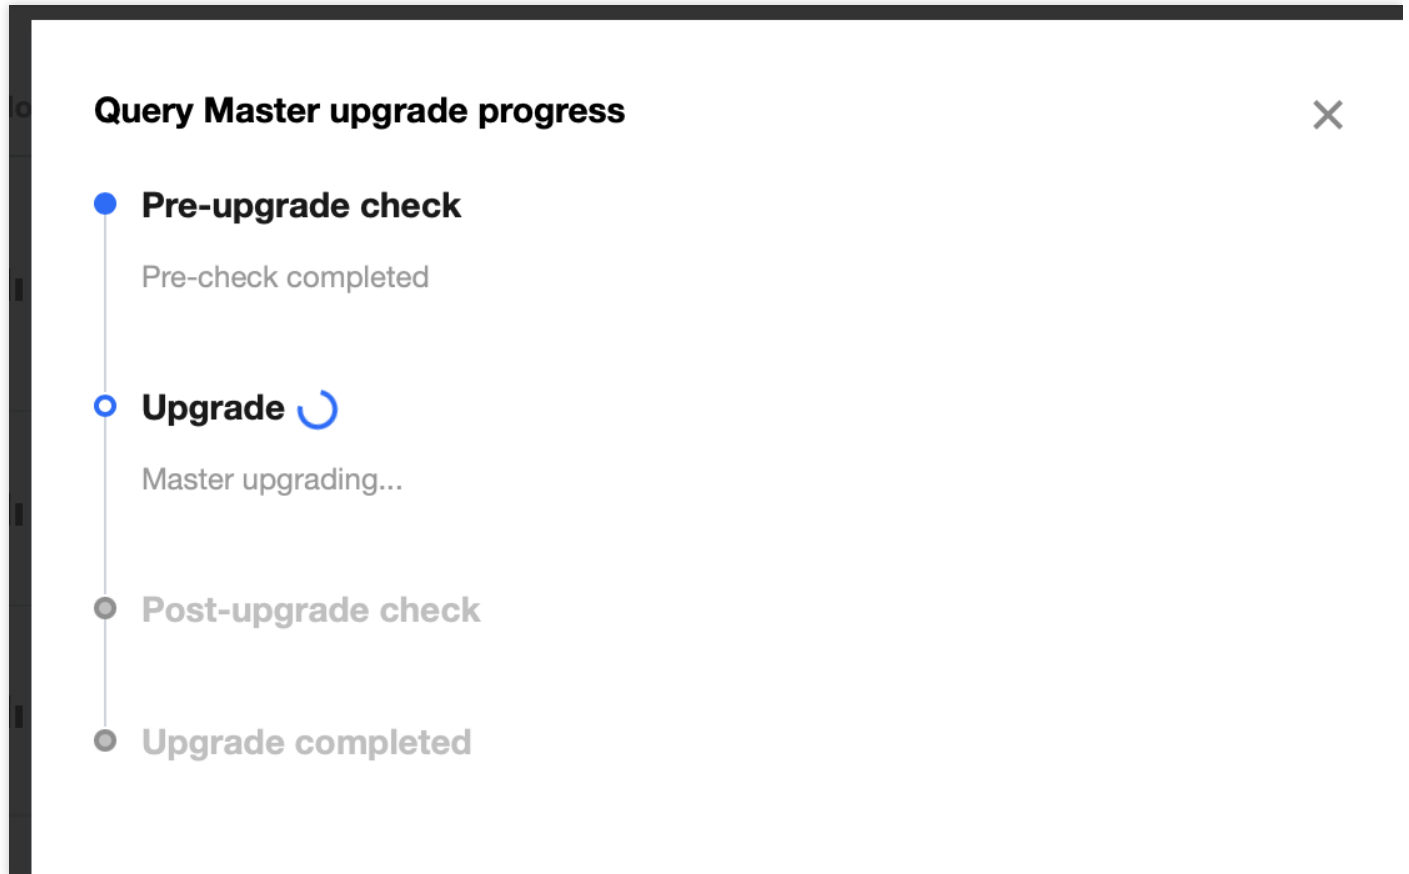 Query Master upgrade progress
Pre-upgrade check
Pre-check completed
Upgrade
Master upgrading...
Post-upgrade check
Upgrade completed